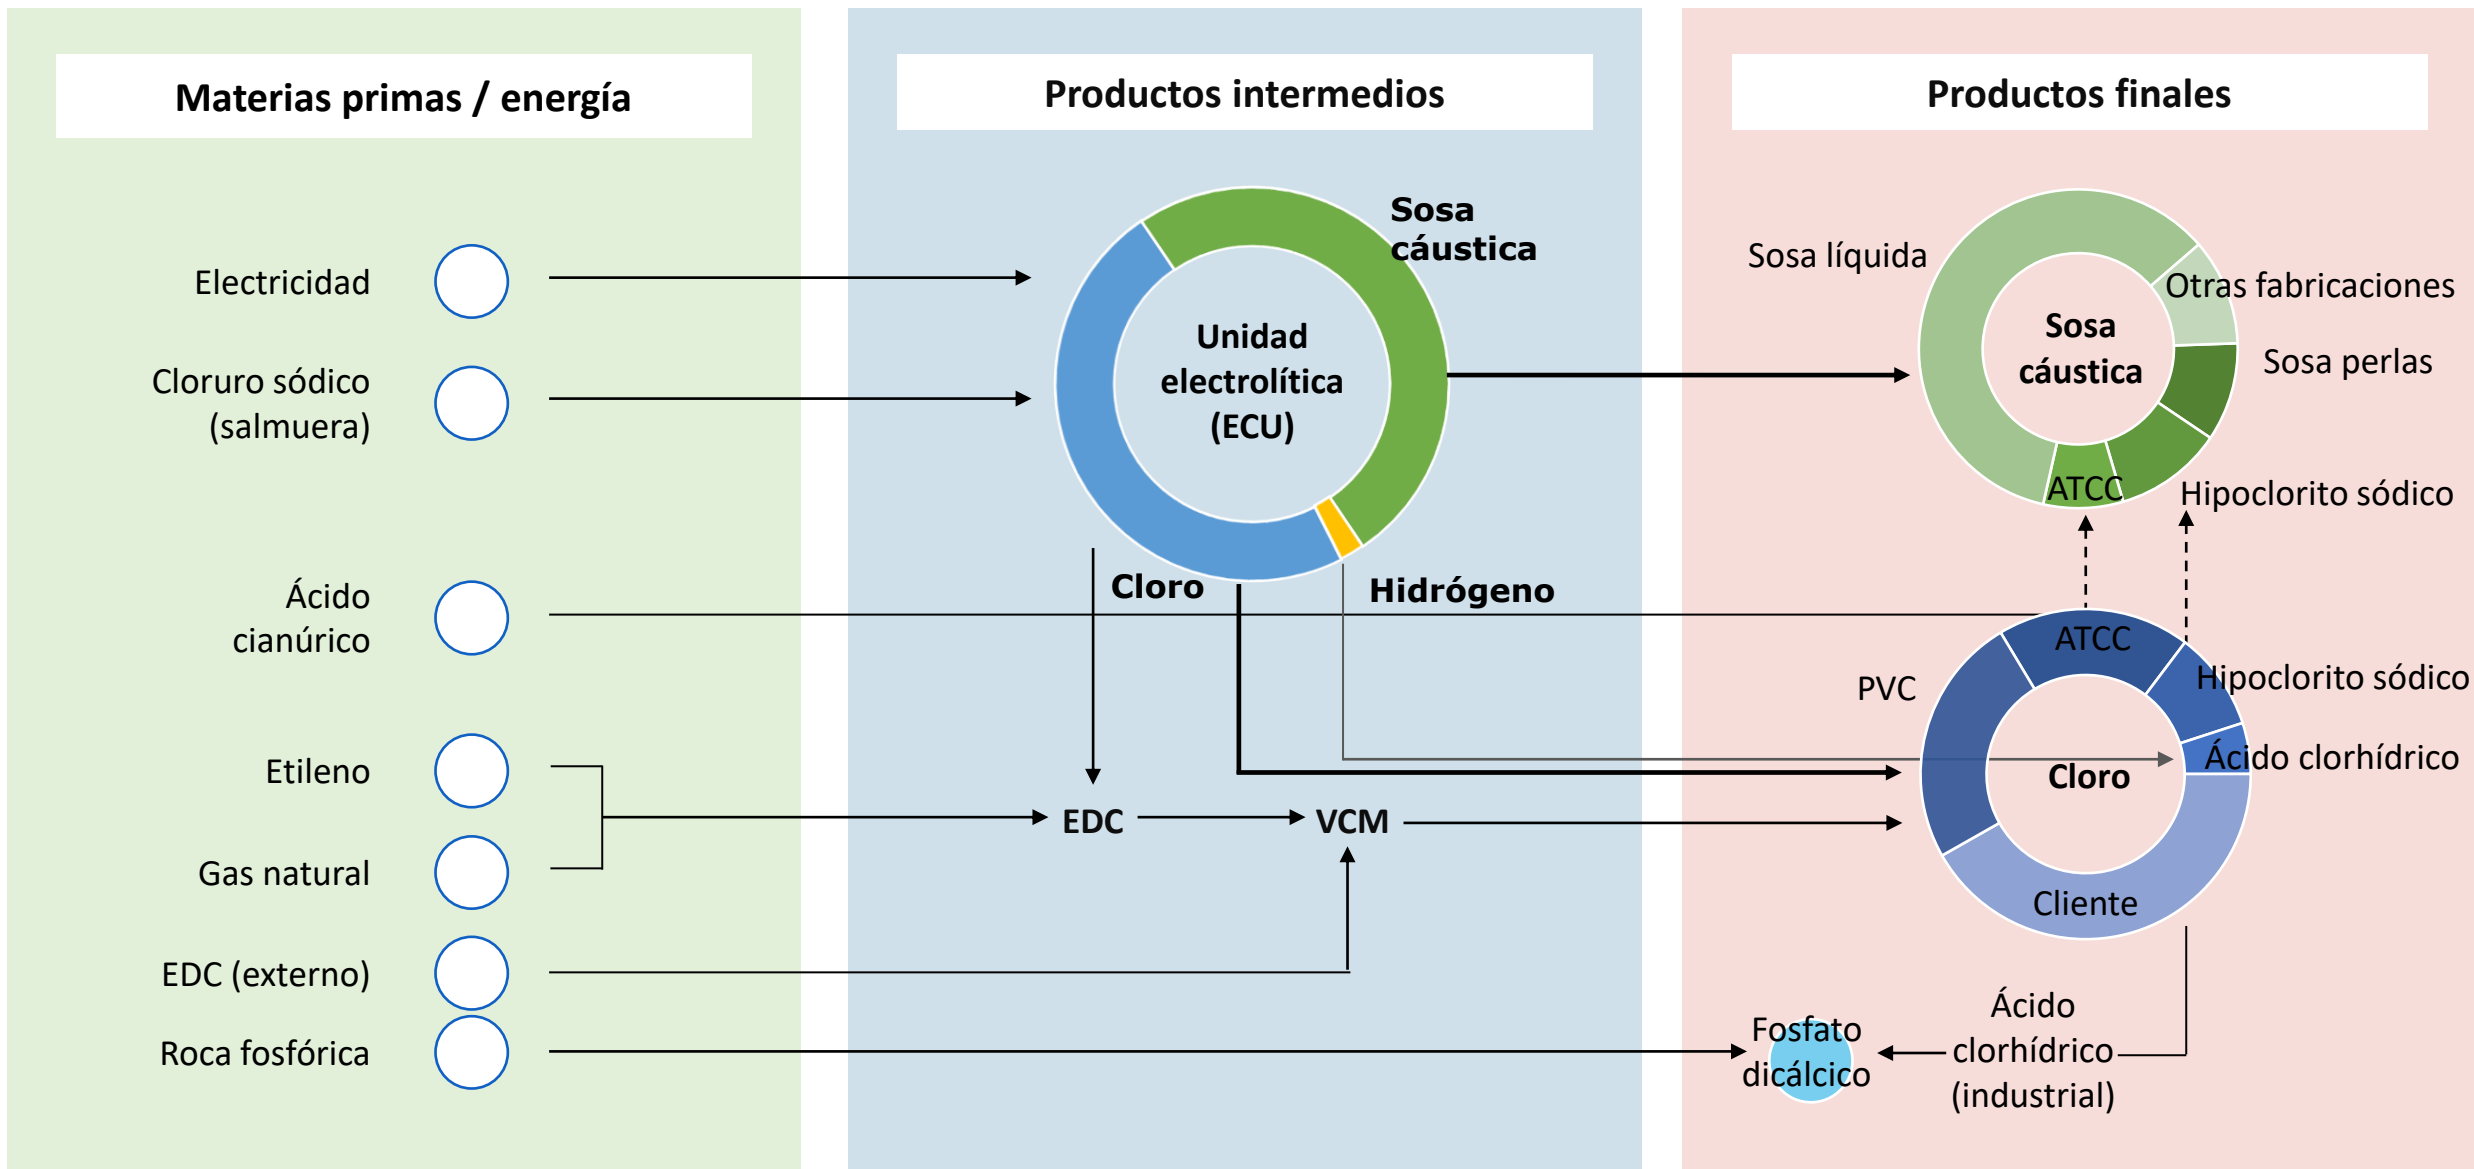 Materias primas / energía
Electricidad
Cloruro sódico
(salmuera)
Ácido
cianúrico
Etileno
Gas natural
EDC (externo)
Roca fosfórica
Productos intermedios
Sosa
cáustica
Unidad
electrolítica
(ECU)
Cloro
Hidrógeno
EDC
VCM
Productos finales
Sosa líquida
Otras fabricaciones
Sosa
cáustica
Sosa perlas
ATCC
Hipoclorito sódico
ATCC
PVC
Hipoclorito sódico
Ácido clorhídrico
Cloro
Cliente
Fosfato
dicálcico
Ácido
clorhídrico
(industrial)